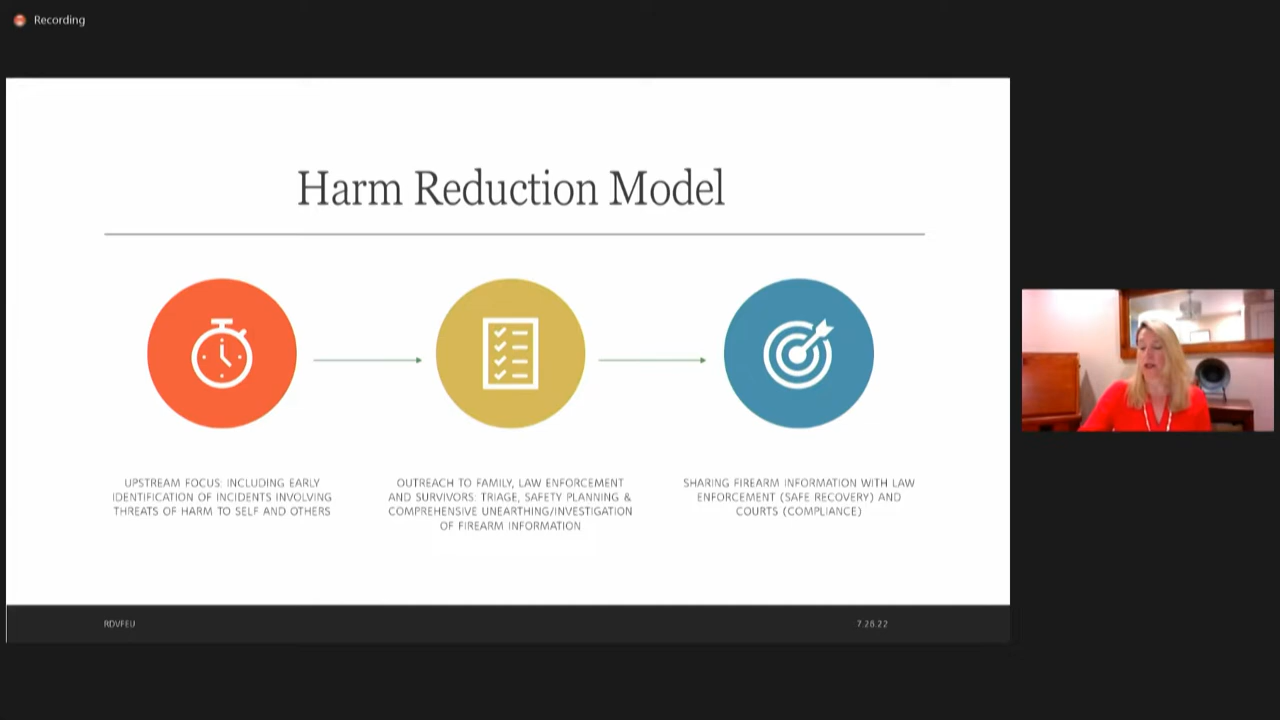 Recording
Harm Reduction Model
UPSTREAM FOCUS: INCLUDING EARLY
IDENTIFICATION OF INCIDENTS INVOLVING
THREATS OF HARM TO SELF AND OTHERS
OUTREACH TO FAMILY, LAW ENFORCEMENT
AND SURVIVORS: TRIAGE, SAFETY PLANNING &
COMPREHENSIVE UNEARTHING/INVESTIGATION
OF FIREARM INFORMATION
SHARING FIREARM INFORMATION WITH LAW
ENFORCEMENT (SAFE RECOVERY) AND
COURTS (COMPLIANCE)
RDVFEU
7.28.22